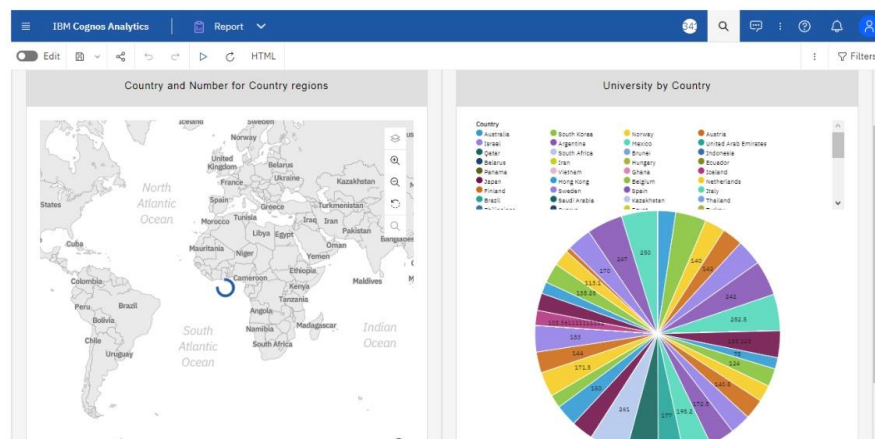 IBM Cognos Analytics
Report
Edit
HTML
Filters
Country and Number for Country regions
University by Country
Iceland
Sweden
Norway
United Kingdom
Belarus
France
Ukraine
Kazakhstan
North Atlantic Ocean
States
Spain
Greece
Turkmenistan
Morocco
Tunisia
Iraq
Iran
Pakistan
Libya
Egypt
Oman
Cuba
Mauritania
Niger
Yemen
Ethiopia
Cameroon
Maldives
Colombia
Kenya
Tanzania
Peru
Brazil
Angola
Bolivia
Namibia
Madagascar
South Atlantic Ocean
Indian Ocean
Chile
South Africa
Uruguay
Country
Australia
South Korea
Norway
Austria
Israel
Argentina
Mexico
United Arab Emirates
Qatar
South Africa
Brunei
Indonesia
Belarus
Iran
Hungary
Ecuador
Panama
Vietnam
Ghana
Iceland
Japan
Hong Kong
Belgium
Netherlands
Finland
Sweden
Spain
Italy
Brazil
Saudi Arabia
Kazakhstan
Thailand
250
140
242
252.5
124
177
195.2
241
150
171.5
144
183
170